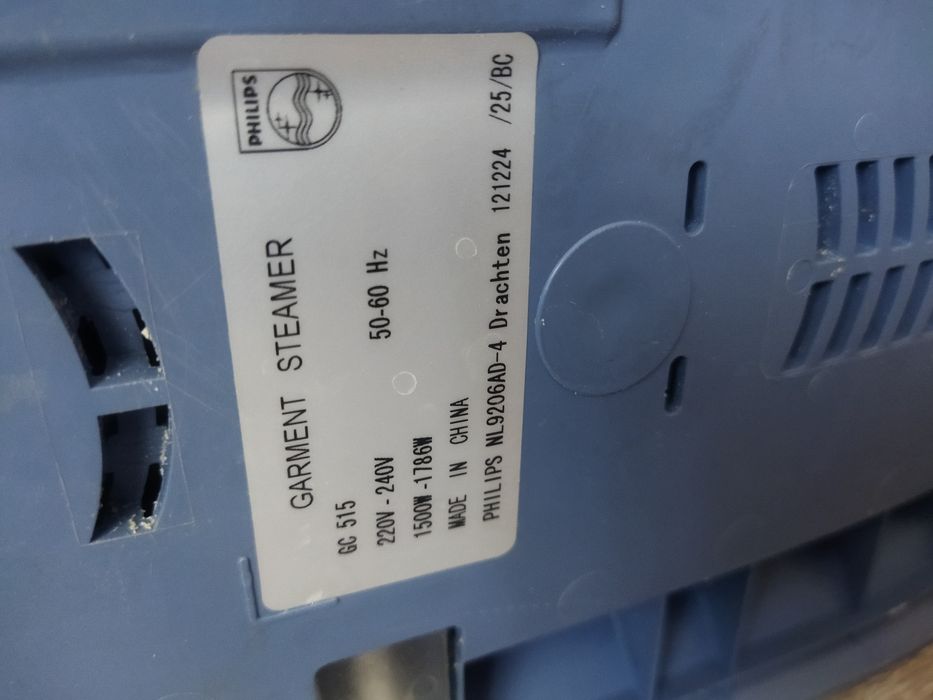 PHILIPS
GARMENT STEAMER
GC 515
220V-240V 50-60 Hz
1500W-1786W
MADE IN CHINA
PHILIPS NL9206AD-4 Drachten 121224 /25/BC